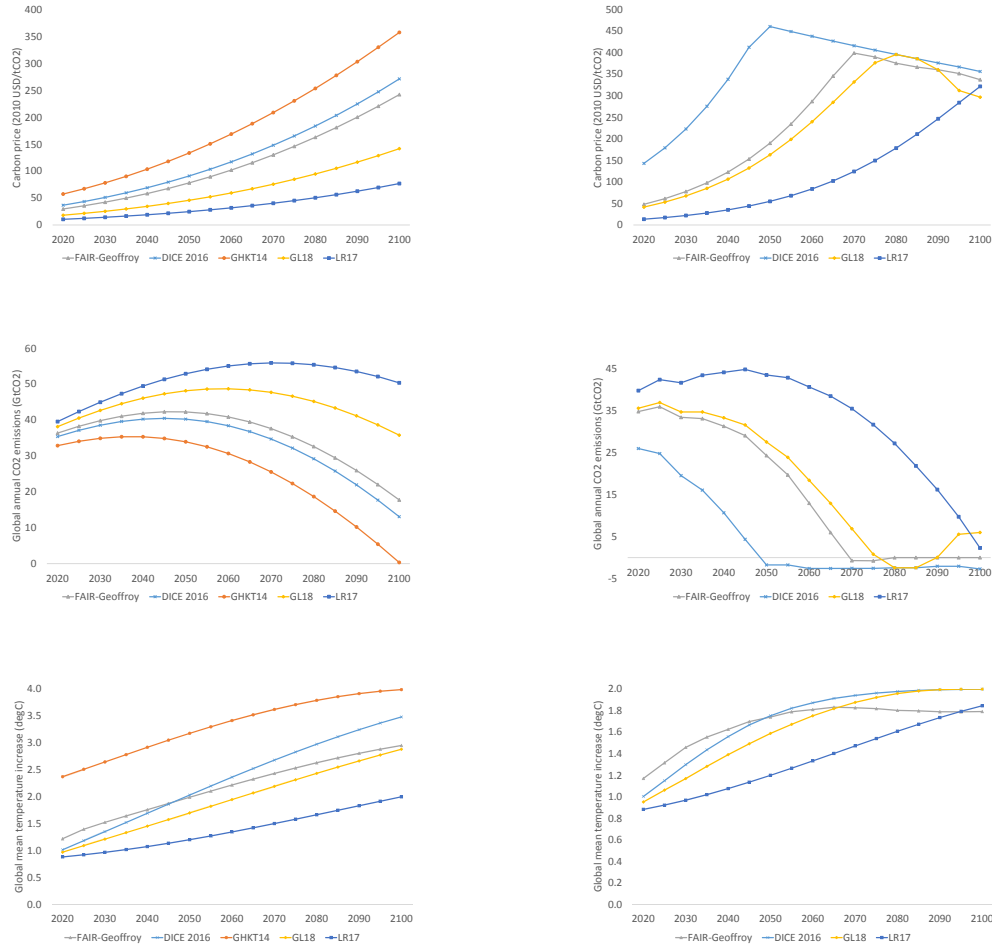 Carbon price (2010 USD/tCO2)
400
350
300
250
200
150
100
50
0
2020 2030 2040 2050 2060 2070 2080 2090 2100
FAIR-Geoffroy DICE 2016 GHKT14 GL18 LR17
Carbon price (2010 USD/tCO2)
500
450
400
350
300
250
200
150
100
50
0
2020 2030 2040 2050 2060 2070 2080 2090 2100
FAIR-Geoffroy DICE 2016 GL18 LR17
Global annual CO2 emissions (GtCO2)
60
50
40
30
20
10
0
2020 2030 2040 2050 2060 2070 2080 2090 2100
FAIR-Geoffroy DICE 2016 GHKT14 GL18 LR17
Global annual CO2 emissions (GtCO2)
45
35
25
15
5
-5
2020 2030 2040 2050 2060 2070 2080 2090 2100
FAIR-Geoffroy DICE 2016 GL18 LR17
Global mean temperature increase (degC)
4.0
3.5
3.0
2.5
2.0
1.5
1.0
0.5
0.0
2020 2030 2040 2050 2060 2070 2080 2090 2100
FAIR-Geoffroy DICE 2016 GHKT14 GL18 LR17
Global mean temperature increase (degC)
2.0
1.8
1.6
1.4
1.2
1.0
0.8
0.6
0.4
0.2
0.0
2020 2030 2040 2050 2060 2070 2080 2090 2100
FAIR-Geoffroy DICE 2016 GL18 LR17